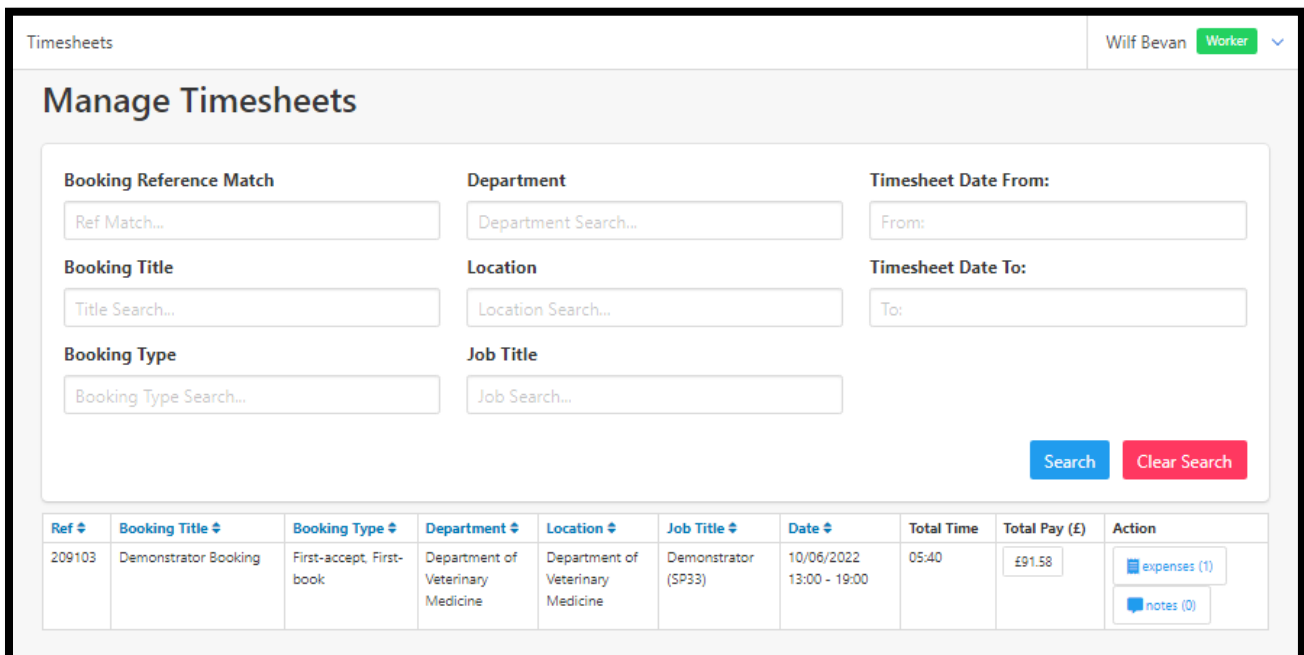 Timesheets
Wilf Bevan Worker
Manage Timesheets
Booking Reference Match
Department
Timesheet Date From:
Ref Match...
Department Search...
From:
Booking Title
Location
Timesheet Date To:
Title Search...
Location Search...
To:
Booking Type
Job Title
Booking Type Search...
Job Search...
Search
Clear Search
Ref Booking Title Booking Type Department Location Job Title Date Total Time Total Pay (£) Action
209103
Demonstrator Booking
First-accept, First-
book
Department of
Veterinary
Medicine
Department of
Veterinary
Medicine
Demonstrator
(SP33)
10/06/2022
13:00 - 19:00
05:40
£91.58
expenses (1)
notes (0)